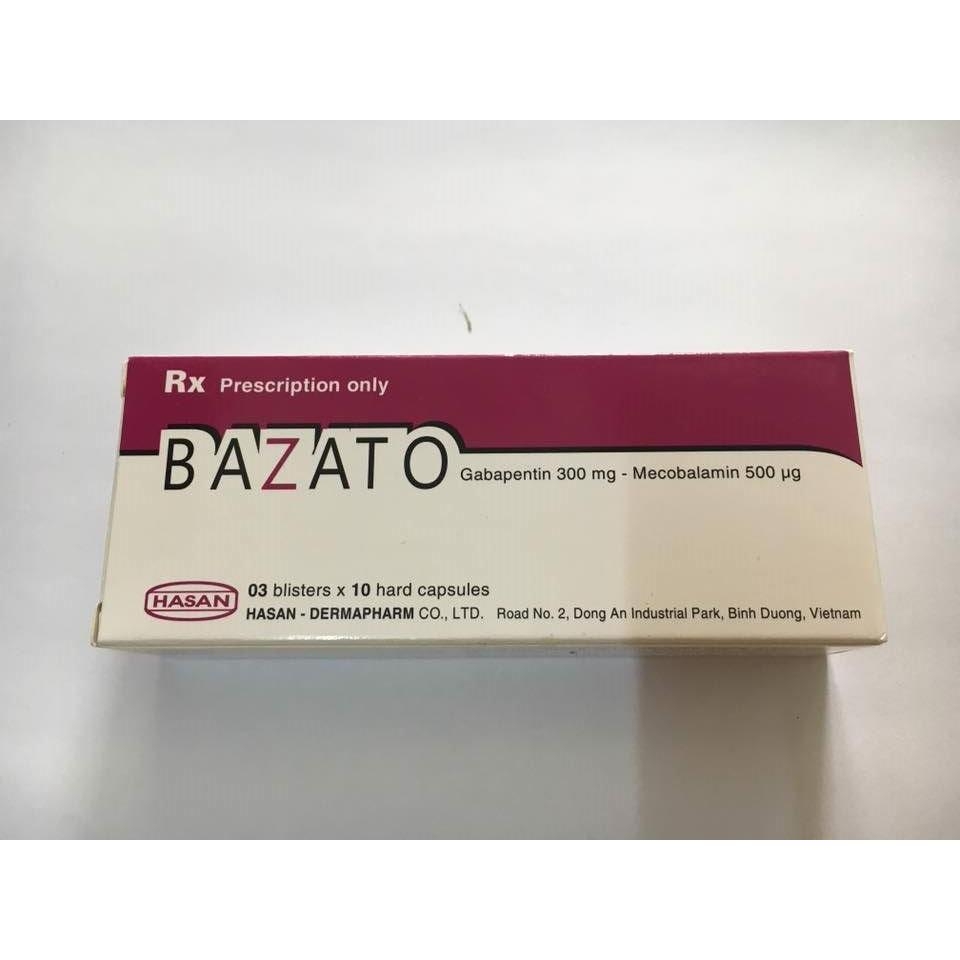 Rx Prescription only
BAZATO Gabapentin 300 mg - Mecobalamin 500 µg
HASAN
03 blisters x 10 hard capsules
HASAN - DERMAPHARM CO., LTD. Road No. 2, Dong An Industrial Park, Binh Duong, Vietnam